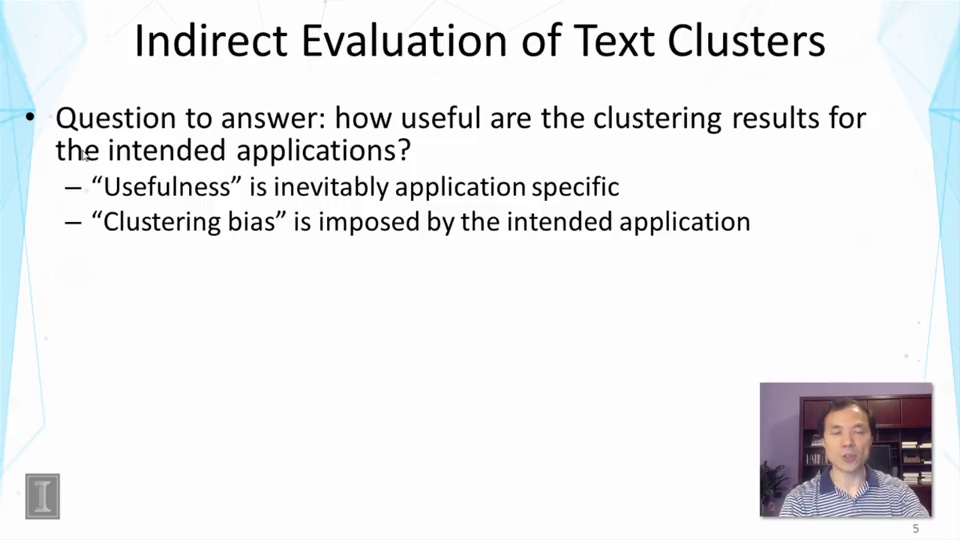 Indirect Evaluation of Text Clusters
• Question to answer: how useful are the clustering results for
the intended applications?
– “Usefulness” is inevitably application specific
– “Clustering bias” is imposed by the intended application
I
5